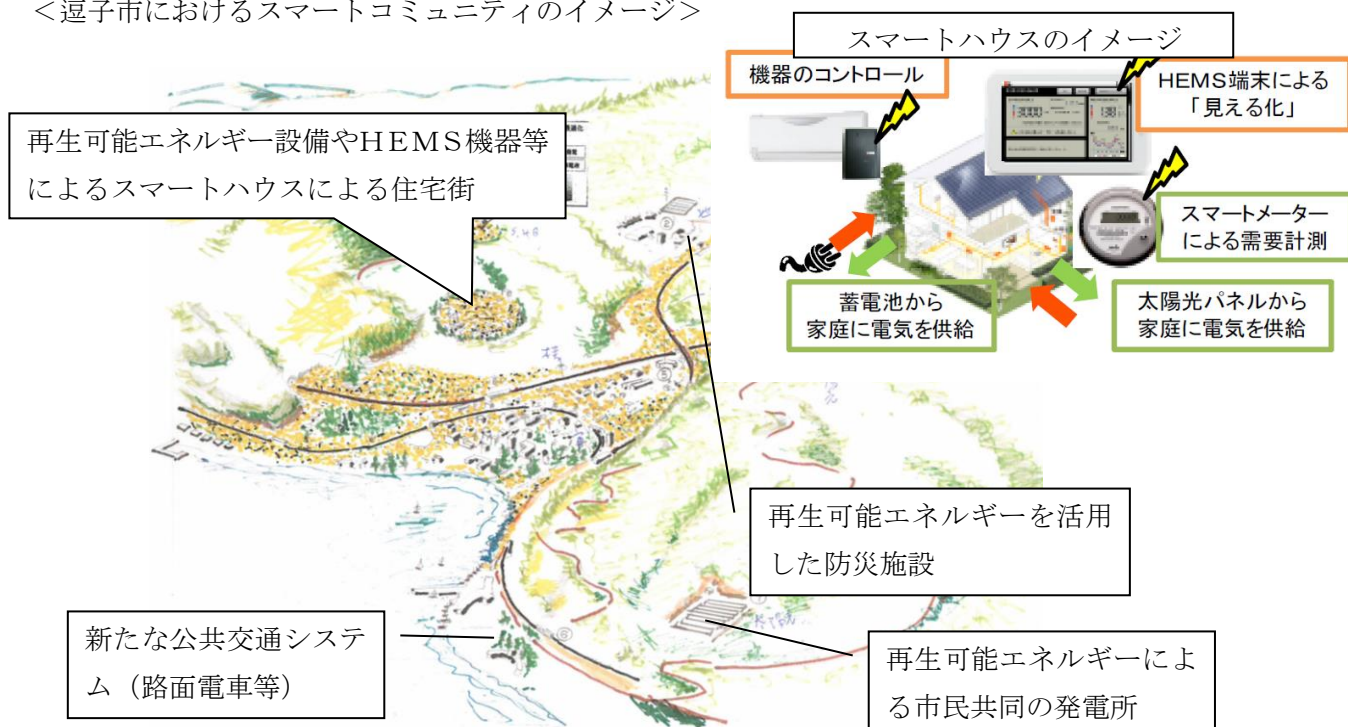 ＜逗子市におけるスマートコミュニティのイメージ＞
スマートハウスのイメージ
機器のコントロール
HEMS端末による
「見える化」
再生可能エネルギー設備やＨＥＭＳ機器等
によるスマートハウスによる住宅街
スマートメーター
による需要計測
蓄電池から
家庭に電気を供給
太陽光パネルから
家庭に電気を供給
②
⑤
再生可能エネルギーを活用
した防災施設
新たな公共交通システ
ム（路面電車等）
⑥
再生可能エネルギーによ
る市民共同の発電所